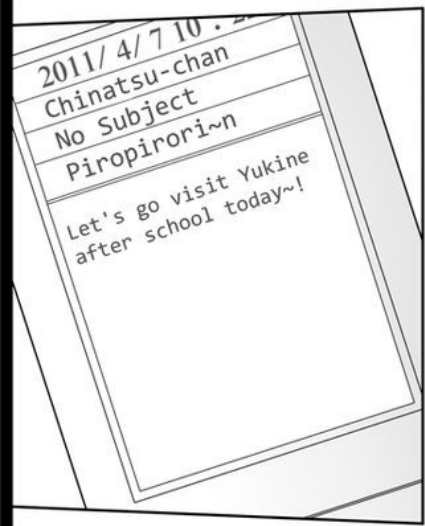 2011/ 4/ 7 10 :
Chinatsu-chan
No Subject
Piropirori~n
Let's go visit Yukine
after school today~!